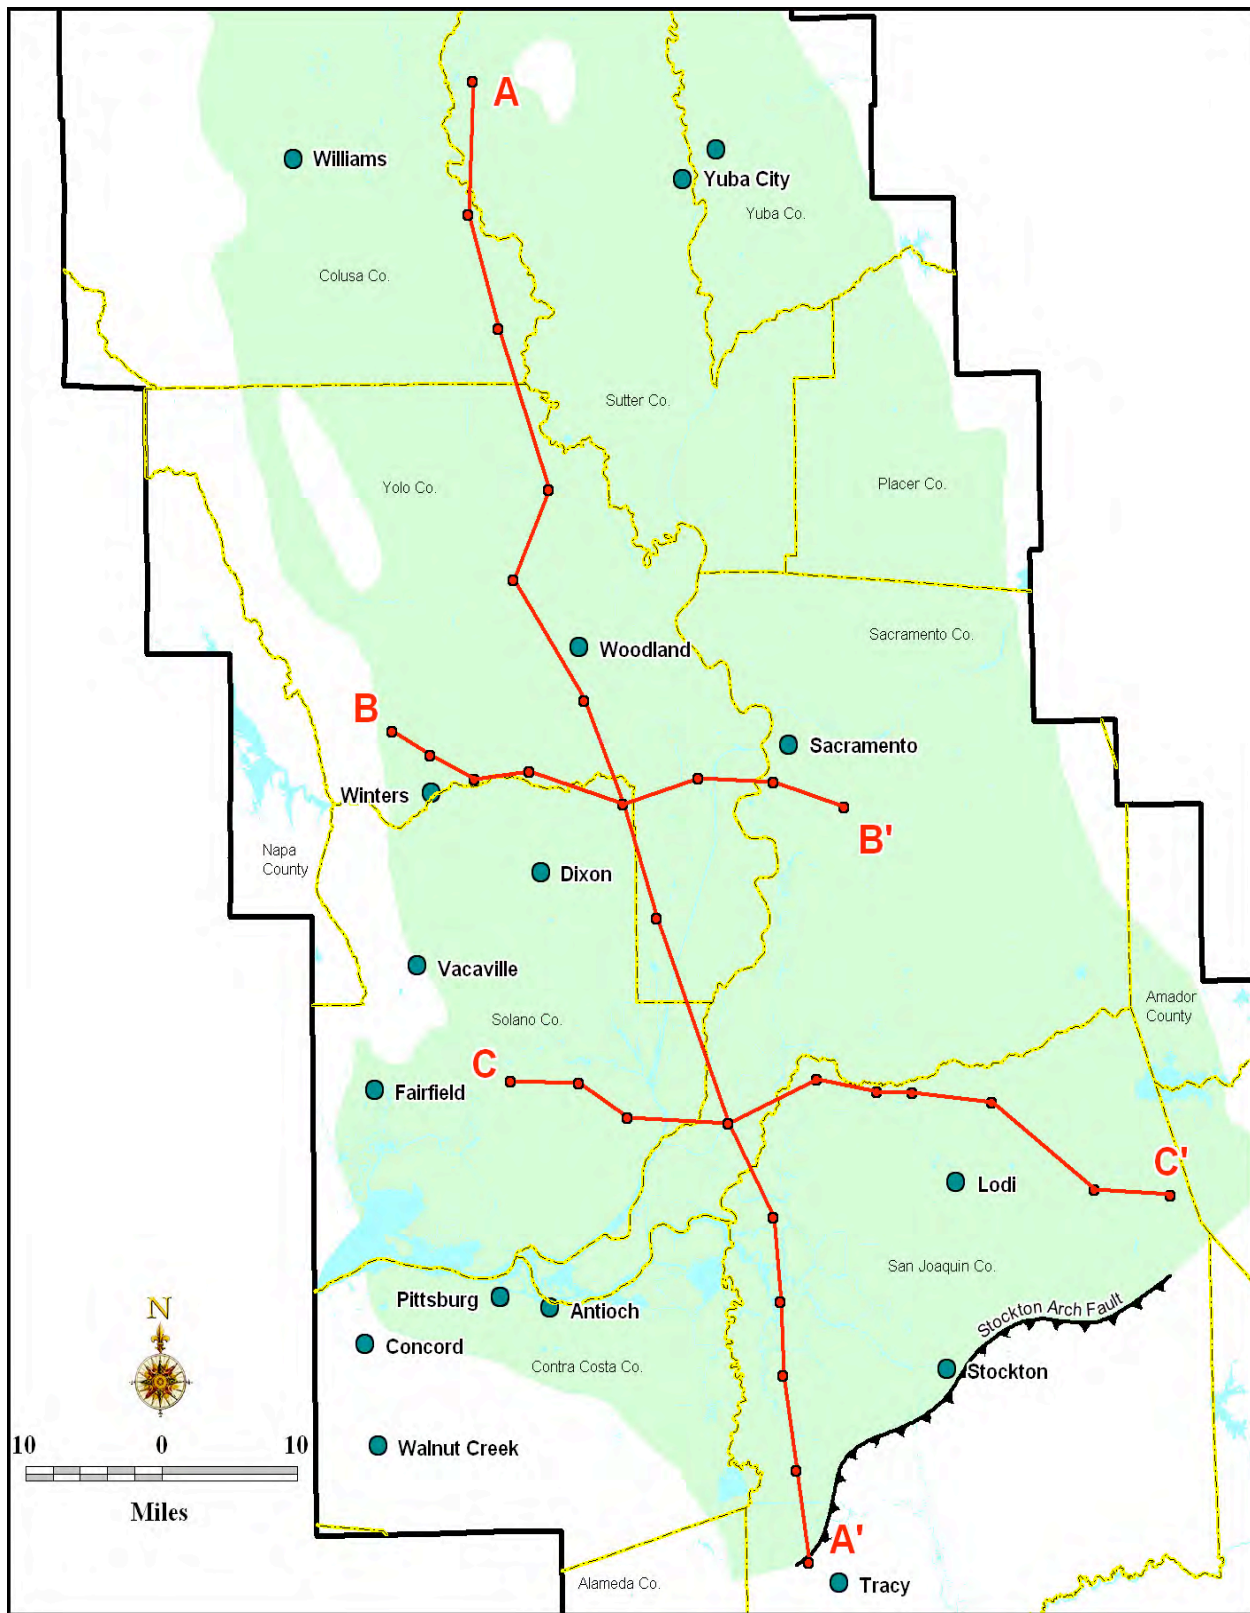 A
Williams
Yuba City
Yuba Co.
Colusa Co.
Sutter Co.
Yolo Co.
Placer Co.
Sacramento Co.
Woodland
B
Sacramento
Winters
B'
Napa
County
Dixon
Vacaville
Amador
County
Solano Co.
C
Fairfield
C'
Lodi
San Joaquin Co.
Pittsburg
Antioch
Stockton Arch Fault
N
Concord
Contra Costa Co.
Stockton
10 0 10
Walnut Creek
Miles
A'
Alameda Co.
Tracy